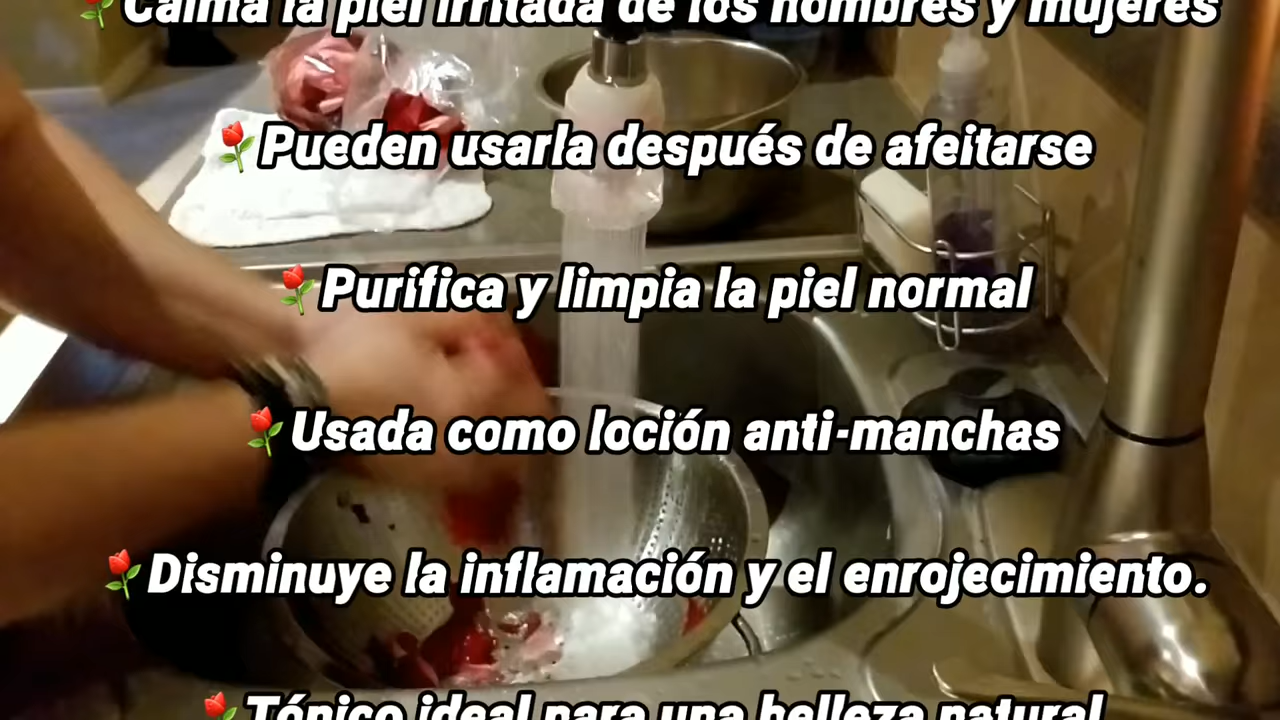 Calma la piel irritada de los hombres y mujeres
Pueden usarla después de afeitarse
Purifica y limpia la piel normal
Usada como loción anti-manchas
Disminuye la inflamación y el enrojecimiento.
Tónico ideal para una belleza natural